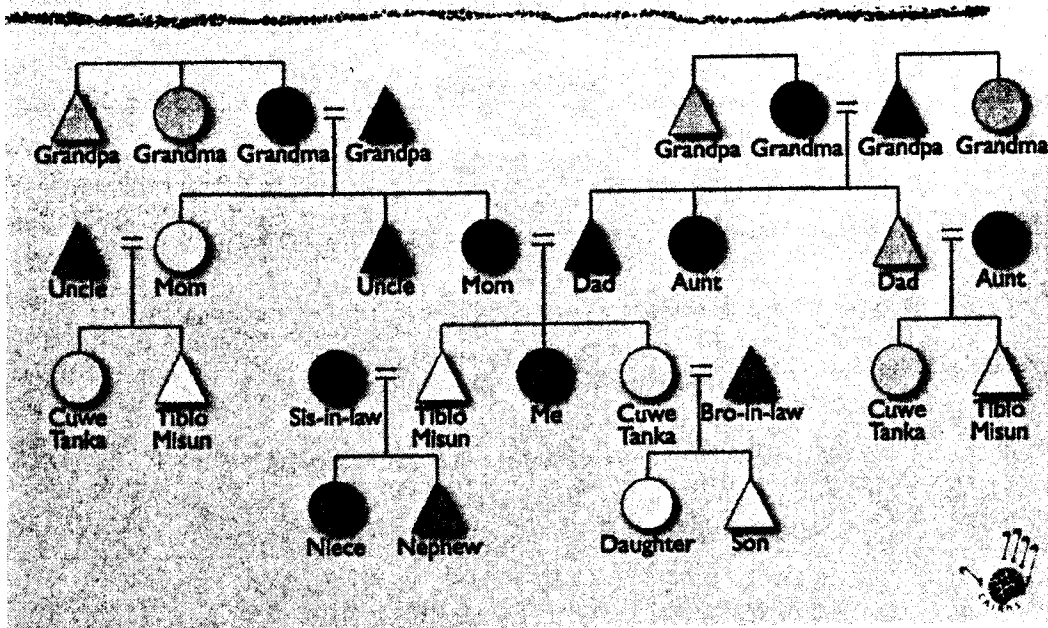 Grandpa Grandma Grandma Grandpa Grandpa Grandma Grandpa Grandma
Uncle Mom Uncle Mom Dad Aunt Dad Aunt
Cuwe Tiblo Sis-in-law Tiblo Me Cuwe Bro-in-law Cuwe Tiblo
Tanka Misun Misun Tanka Tanka Misun
Niece Nephew Daughter Son
CAIRNS